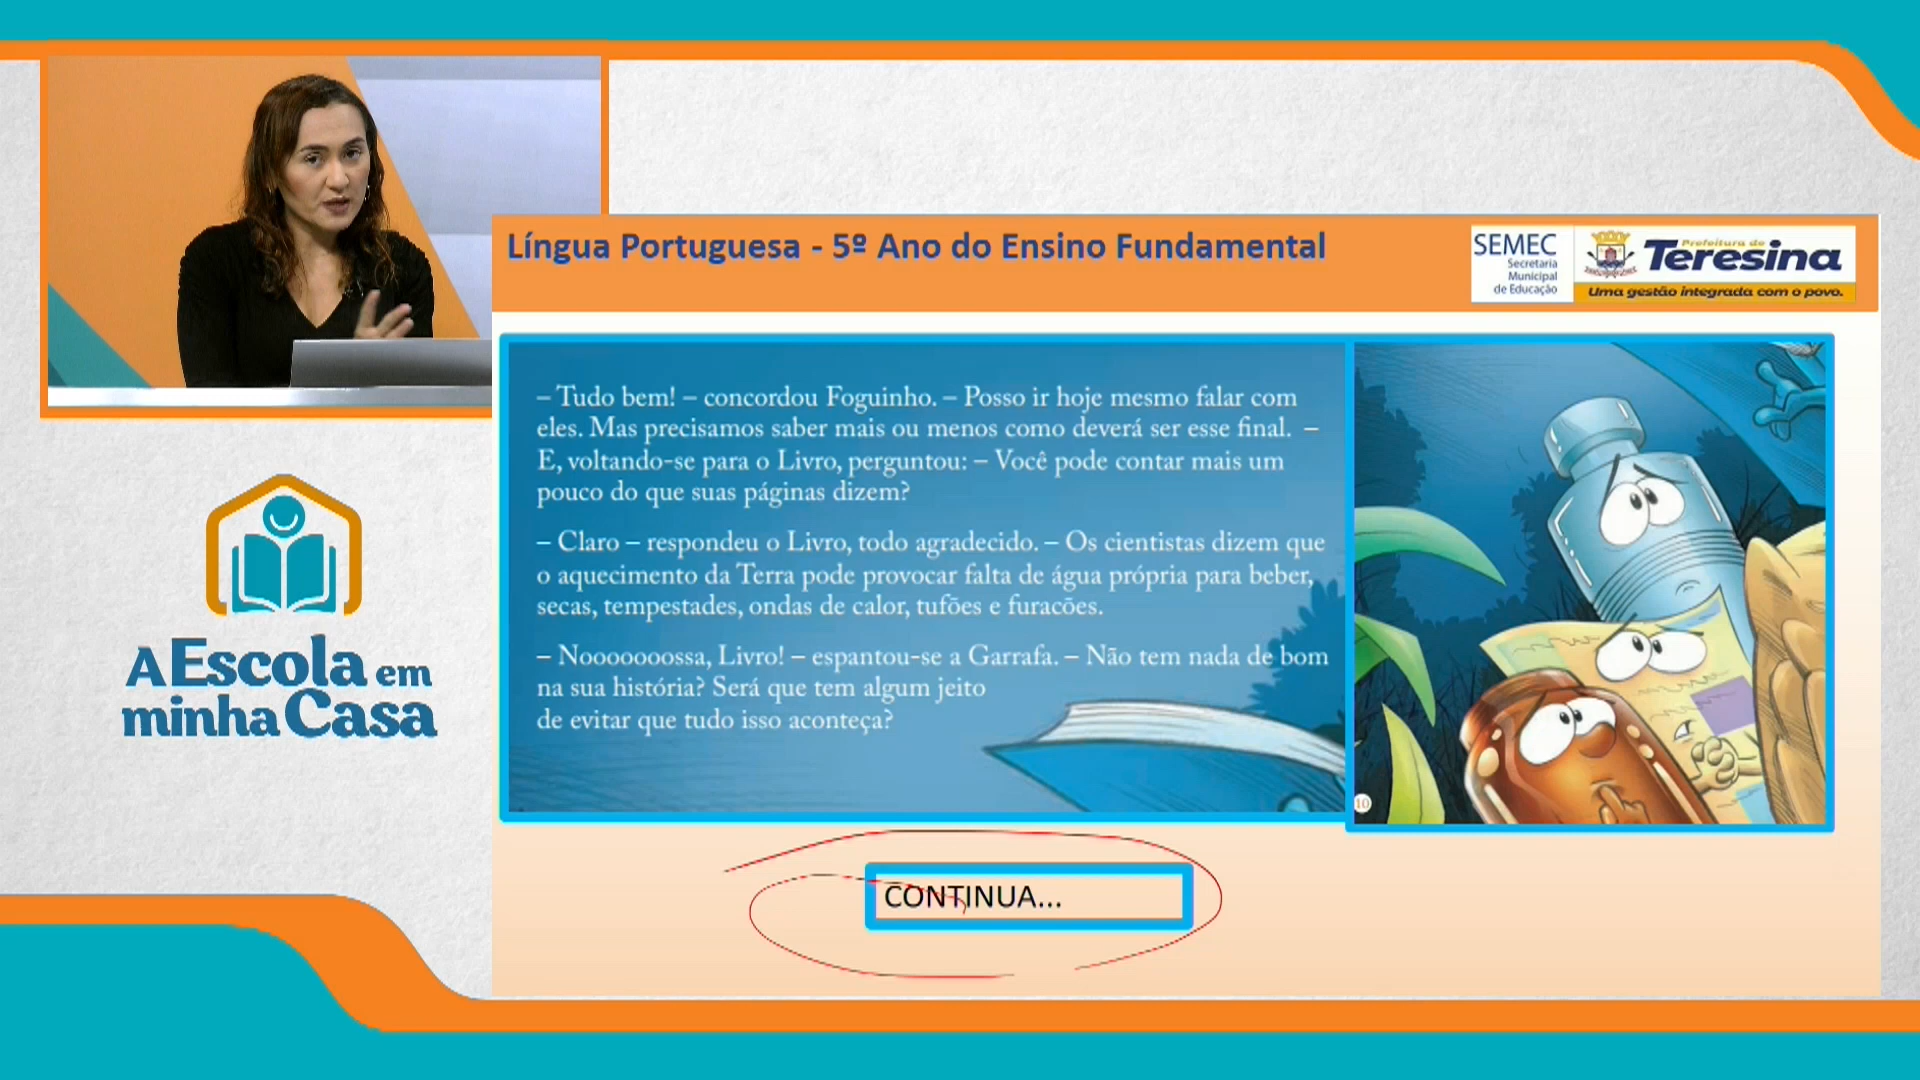 Língua Portuguesa - 5º Ano do Ensino Fundamental
SEMEC
Secretaria
Municipal
de Educação
Prefeitura de
Teresina
Uma gestão integrada com o povo.
– Tudo bem! – concordou Foguinho. – Posso ir hoje mesmo falar com
eles. Mas precisamos saber mais ou menos como deverá ser esse final. –
E, voltando-se para o Livro, perguntou: – Você pode contar mais um
pouco do que suas páginas dizem?
– Claro – respondeu o Livro, todo agradecido. – Os cientistas dizem que
o aquecimento da Terra pode provocar falta de água própria para beber,
secas, tempestades, ondas de calor, tufões e furacões.
– Nooooooossa, Livro! – espantou-se a Garrafa. – Não tem nada de bom
na sua história? Será que tem algum jeito
de evitar que tudo isso aconteça?
10
CONTINUA...
A Escola em
minha Casa